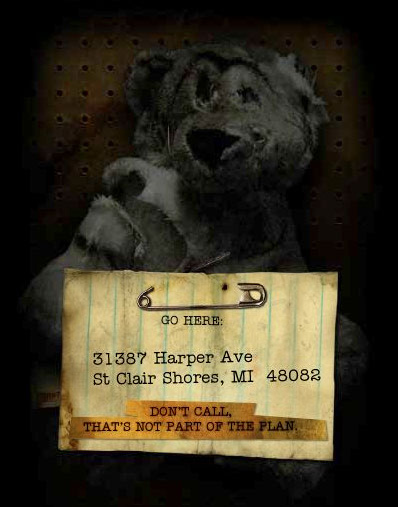 GO HERE:
31387 Harper Ave
St Clair Shores, MI 48082
DON'T CALL,
THAT'S NOT PART OF THE PLAN.